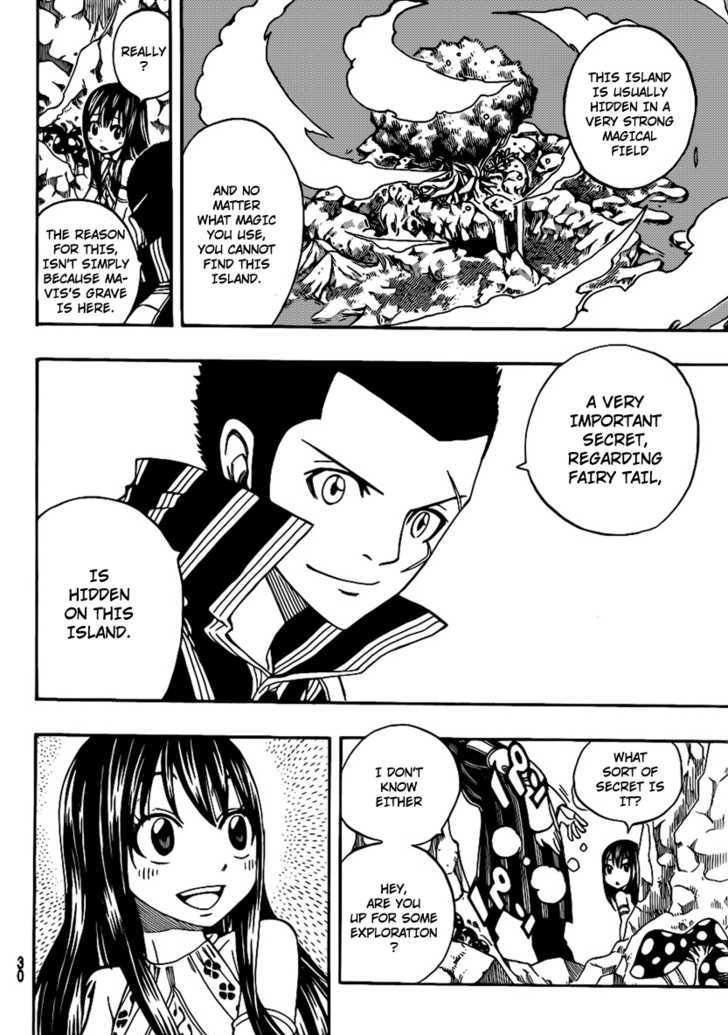 THIS ISLAND
IS USUALLY
HIDDEN IN A
VERY STRONG
MAGICAL
FIELD
AND NO
MATTER
WHAT MAGIC
YOU USE,
YOU CANNOT
FIND THIS
ISLAND.
REALLY
?
THE REASON
FOR THIS,
ISN'T SIMPLY
BECAUSE MA-
VIS'S GRAVE
IS HERE.
A VERY
IMPORTANT
SECRET,
REGARDING
FAIRY TAIL,
IS
HIDDEN
ON THIS
ISLAND.
WHAT
SORT OF
SECRET IS
IT?
I DON'T
KNOW
EITHER
HEY,
ARE YOU
UP FOR SOME
EXPLORATION
?
30